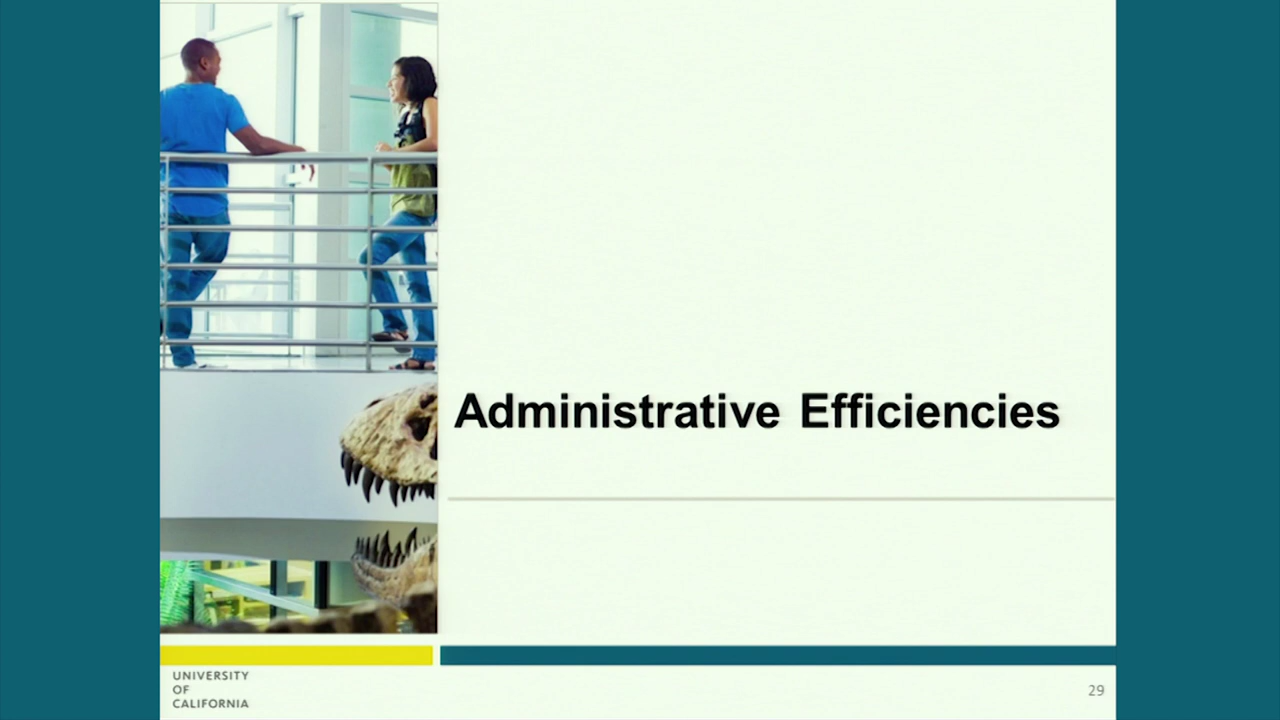 Administrative Efficiencies
UNIVERSITY
OF
CALIFORNIA
29